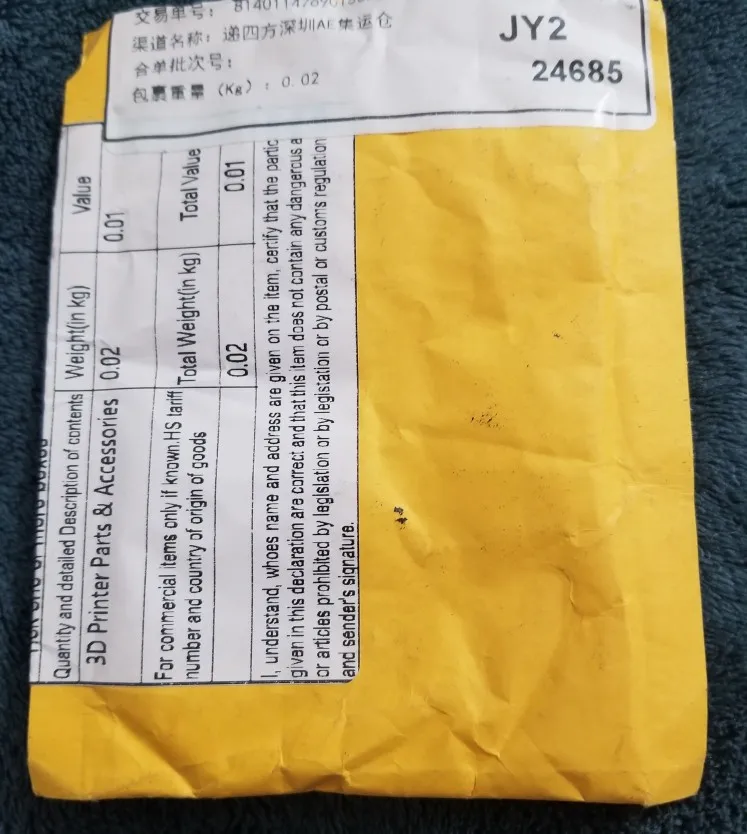 交易单号:
渠道名称: 递四方深圳AE集运仓
合单批次号:
包裹重量 (Kg) : 0.02
JY2
24685
Quantity and detailed Description of contents Weight(in kg) Value
3D Printer Parts & Accessories 0.02 0.01
For commercial items only if known.HS tariff Total Weight(in kg) Total Value
number and country of origin of goods
0.02 0.01
I, understand, whoes name and address are given on the item, certify that the partic
given in this declaration are correct and that this item does not contain any dangerous a
or articles prohibited by legislation or by legistation or by postal or customs regulation
and sender's signature.